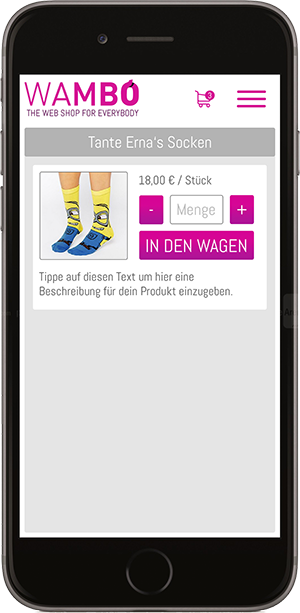 WAMBO
THE WEB SHOP FOR EVERYBODY
3
Tante Erna's Socken
18,00 € / Stück
- Menge +
IN DEN WAGEN
Tippe auf diesen Text um hier eine
Beschreibung für dein Produkt einzugeben.